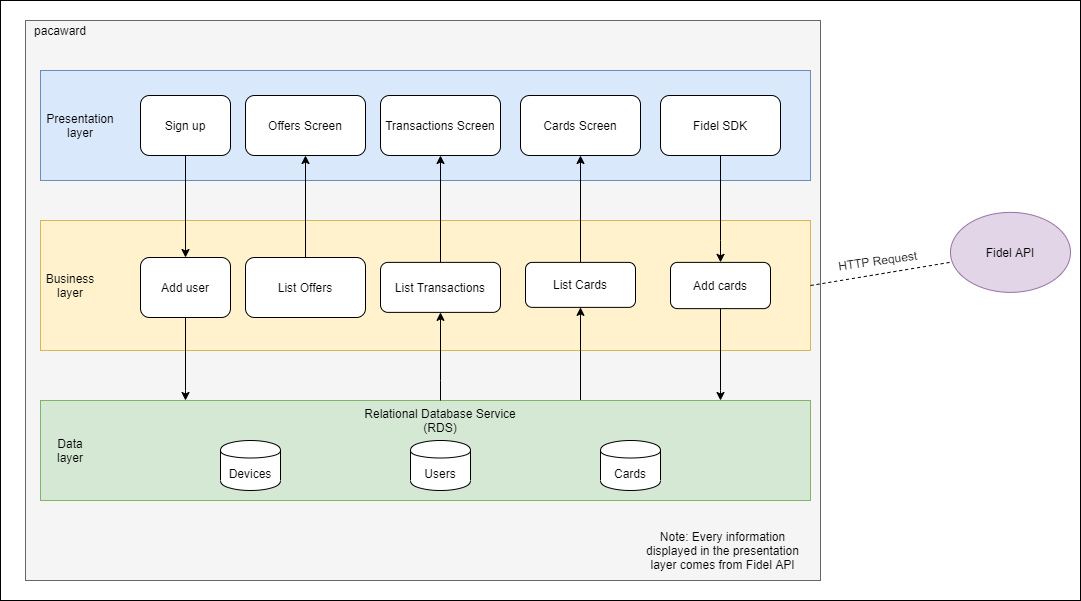 pacaward
Presentation
layer
Sign up
Offers Screen
Transactions Screen
Cards Screen
Fidel SDK
Business
layer
Add user
List Offers
List Transactions
List Cards
Add cards
HTTP Request
Fidel API
Data
layer
Relational Database Service
(RDS)
Devices
Users
Cards
Note: Every information
displayed in the presentation
layer comes from Fidel API